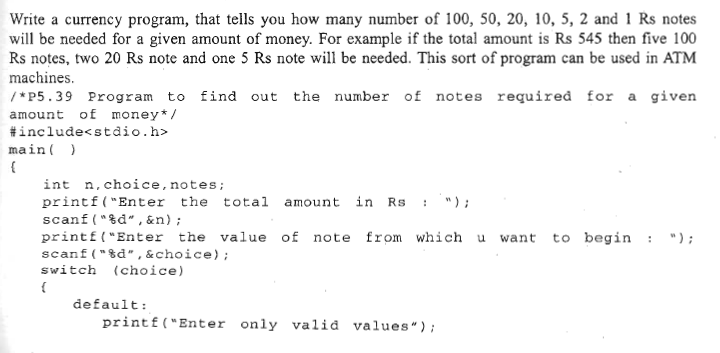 Write a currency program, that tells you how many number of 100, 50, 20, 10, 5, 2 and 1 Rs notes
will be needed for a given amount of money. For example if the total amount is Rs 545 then five 100
Rs notes, two 20 Rs note and one 5 Rs note will be needed. This sort of program can be used in ATM
machines.
/*P5.39 Program to find out the number of notes required for a given
amount of money*/
#include<stdio.h>
main( )
{
int n,choice,notes;
printf("Enter the total amount in Rs : ");
scanf("%d",&n);
printf("Enter the value of note from which u want to begin : ");
scanf("%d",&choice);
switch (choice)
{
default:
printf("Enter only valid values");